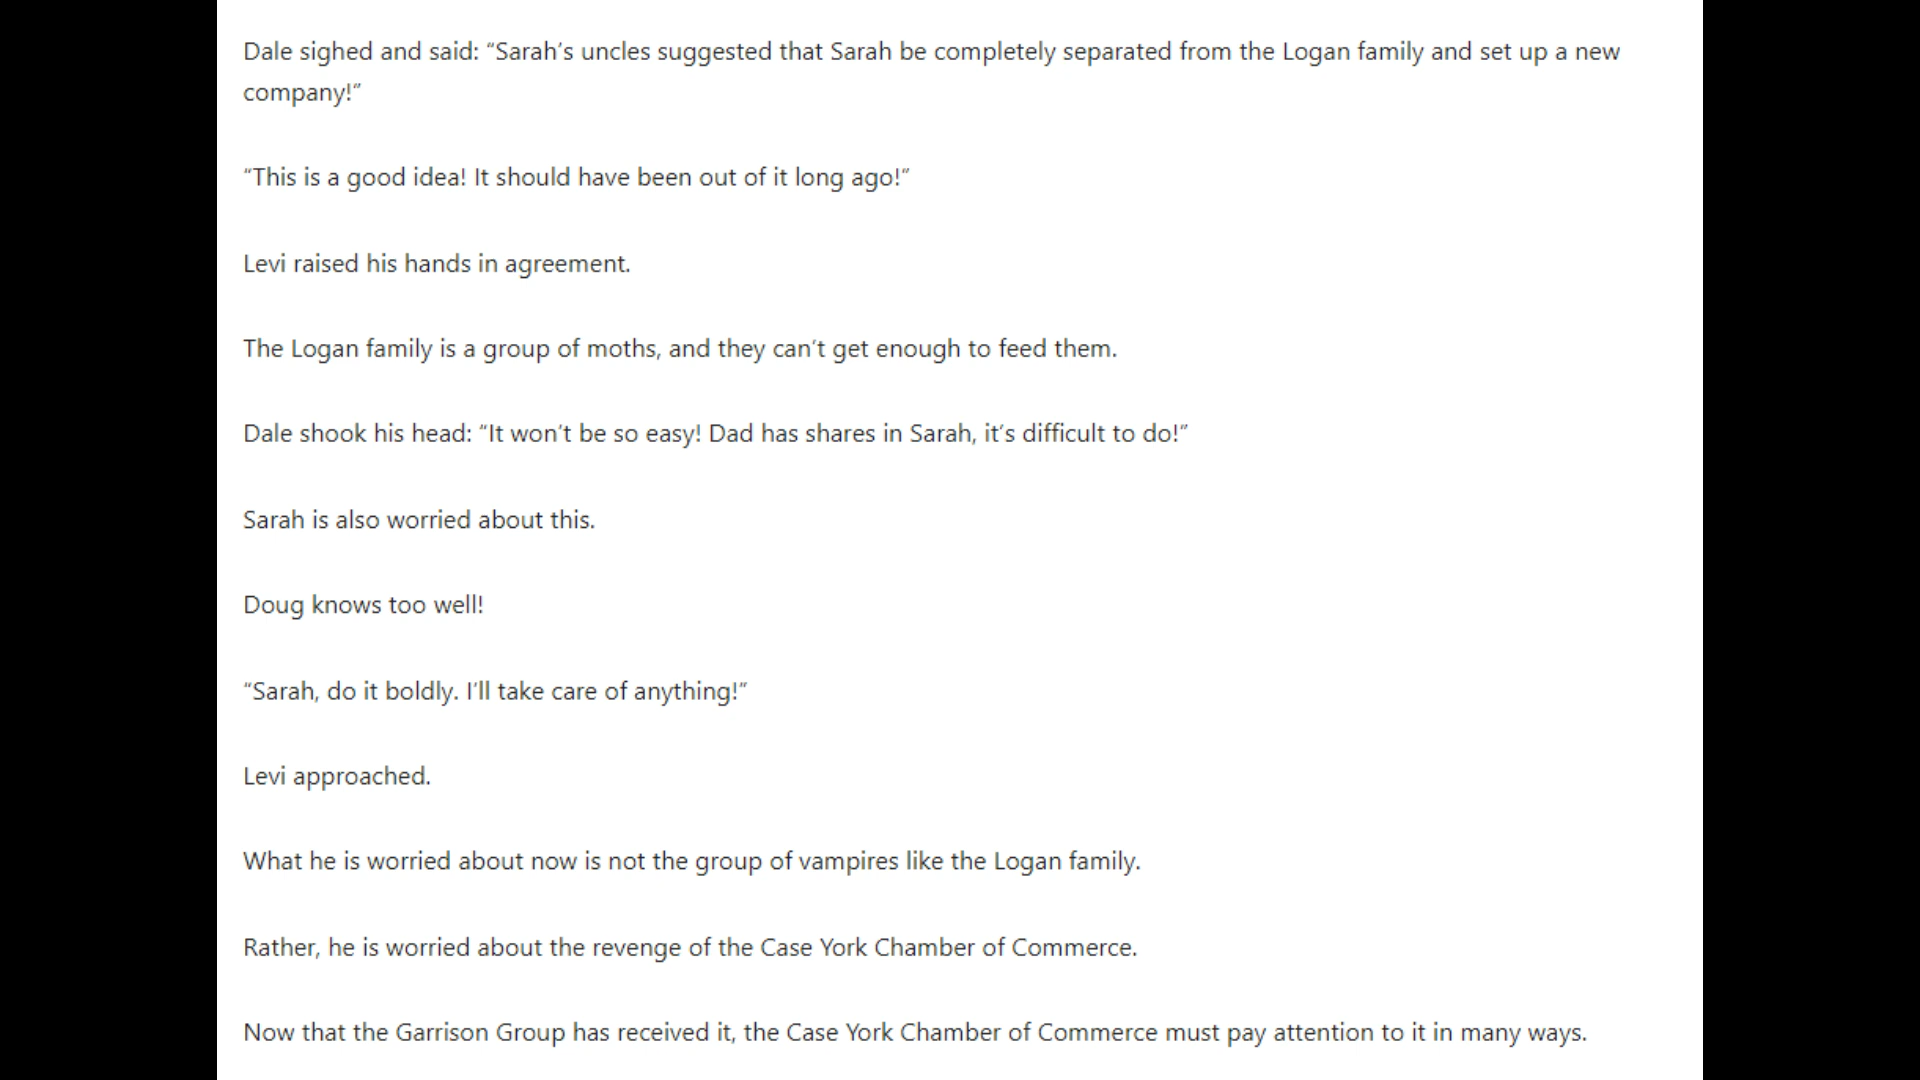 Dale sighed and said: “Sarah’s uncles suggested that Sarah be completely separated from the Logan family and set up a new
company!”
“This is a good idea! It should have been out of it long ago!”
Levi raised his hands in agreement.
The Logan family is a group of moths, and they can’t get enough to feed them.
Dale shook his head: “It won’t be so easy! Dad has shares in Sarah, it’s difficult to do!”
Sarah is also worried about this.
Doug knows too well!
“Sarah, do it boldly. I’ll take care of anything!”
Levi approached.
What he is worried about now is not the group of vampires like the Logan family.
Rather, he is worried about the revenge of the Case York Chamber of Commerce.
Now that the Garrison Group has received it, the Case York Chamber of Commerce must pay attention to it in many ways.